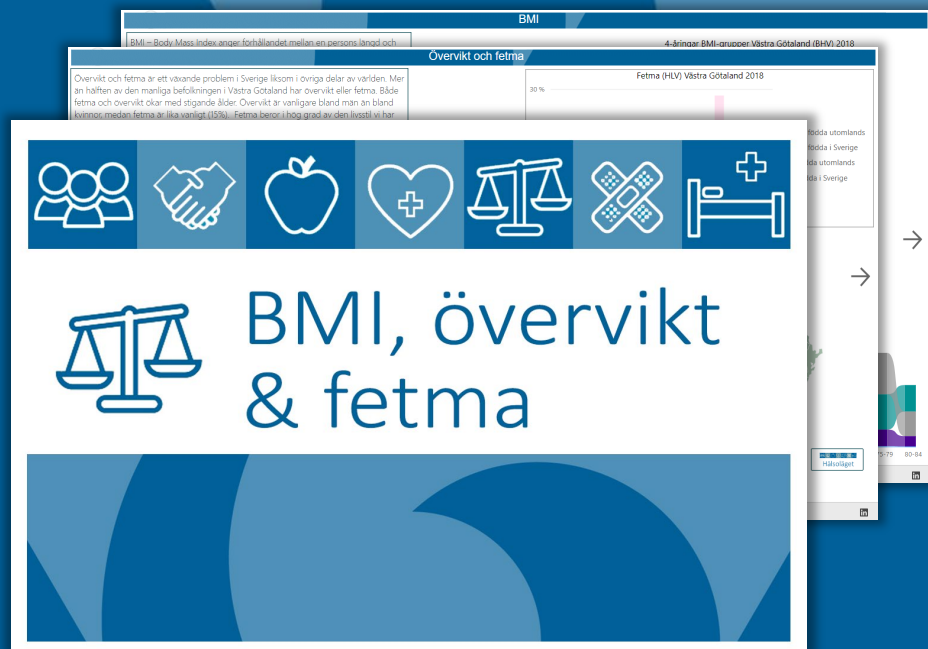 BMI
BMI – Body Mass Index anger förhållandet mellan en persons längd och
4-åringar BMI-grupper Västra Götaland (BHV) 2018
Övervikt och fetma
Övervikt och fetma är ett växande problem i Sverige liksom i övriga delar av världen. Mer
än hälften av den manliga befolkningen i Västra Götaland har övervikt eller fetma. Både
fetma och övervikt ökar med stigande ålder. Övervikt är vanligare bland män än bland
kvinnor, medan fetma är lika vanligt (15%). Fetma beror i hög grad av den livsstil vi har
Fetma (HLV) Västra Götaland 2018
30 %
födda utomlands
födda i Sverige
utomlands
i Sverige
BMI, övervikt
& fetma
75-79 80-84
Hälsoläget
in
in